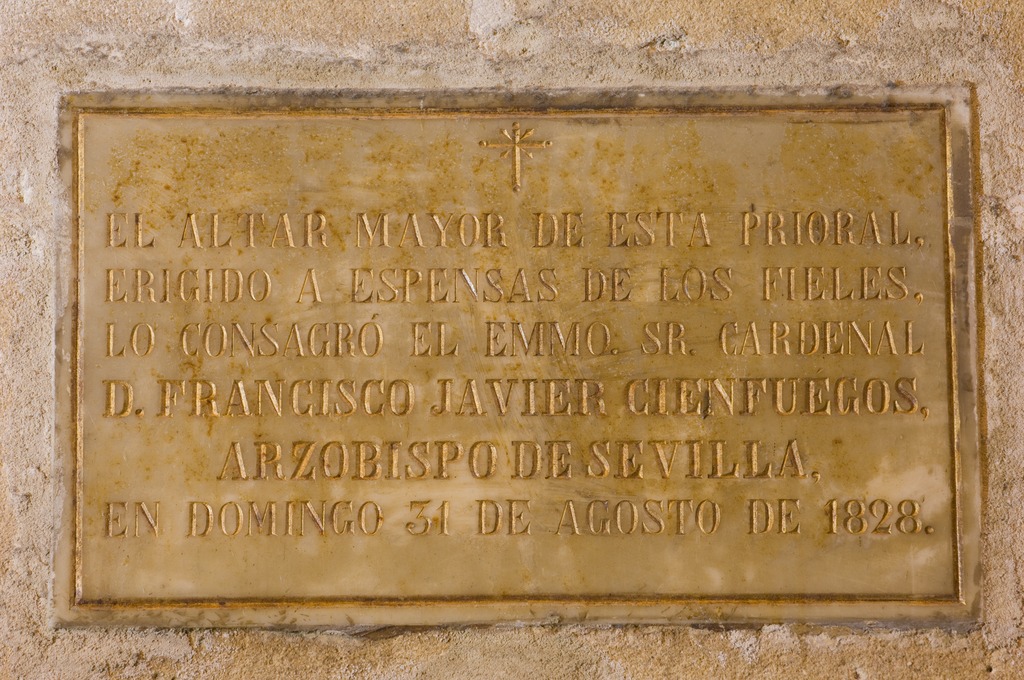 EL ALTAR MAYOR DE ESTA PRIORAL,
ERIGIDO A ESPENSAS DE LOS FIELES,
LO CONSAGRÓ EL EMMO. SR. CARDENAL
D. FRANCISCO JAVIER CIENFUEGOS,
ARZOBISPO DE SEVILLA,
EN DOMINGO 31 DE AGOSTO DE 1828.